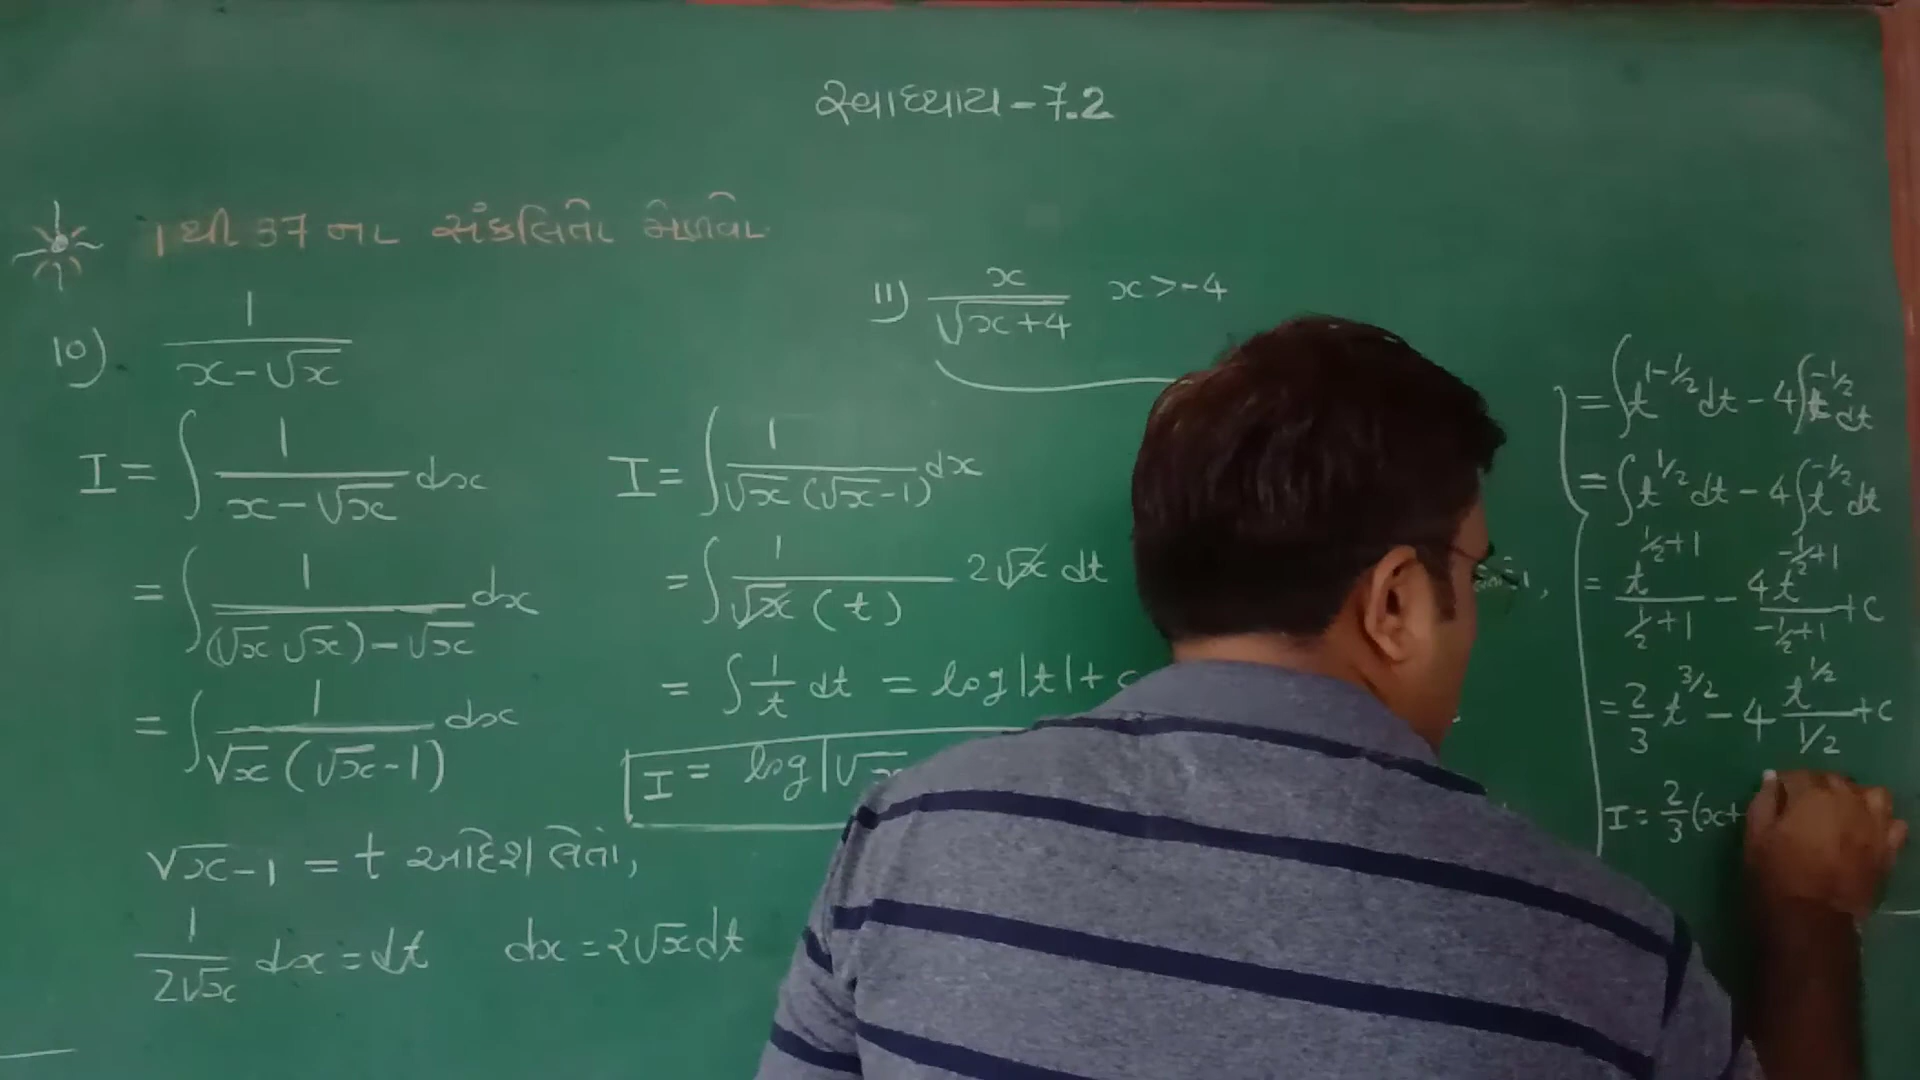 સ્વાધ્યાય - 7.2
1 થી 37 ના સંકલિતો મેળવો.
10) 1/(x-√x)
I = ∫ 1/(x-√x) dx
= ∫ 1/((√x √x)-√x) dx
= ∫ 1/(√x (√x-1)) dx
√x-1 = t આદેશ લેતાં,
1/(2√x) dx = dt dx = 2√x dt
I = ∫ 1/(√x (√x-1)) dx
= ∫ 1/(√x (t)) 2√x dt
= ∫ 1/t dt = log|t| + c
I = log|√x
11) x/√(x+4) x > -4
= ∫ t^(1-1/2) dt - 4∫ t^(-1/2) dt
= ∫ t^(1/2) dt - 4∫ t^(-1/2) dt
= t^(1/2+1)/(1/2+1) - 4t^(-1/2+1)/(-1/2+1) + c
= 2/3 t^(3/2) - 4 t^(1/2)/(1/2) + c
I = 2/3 (x+